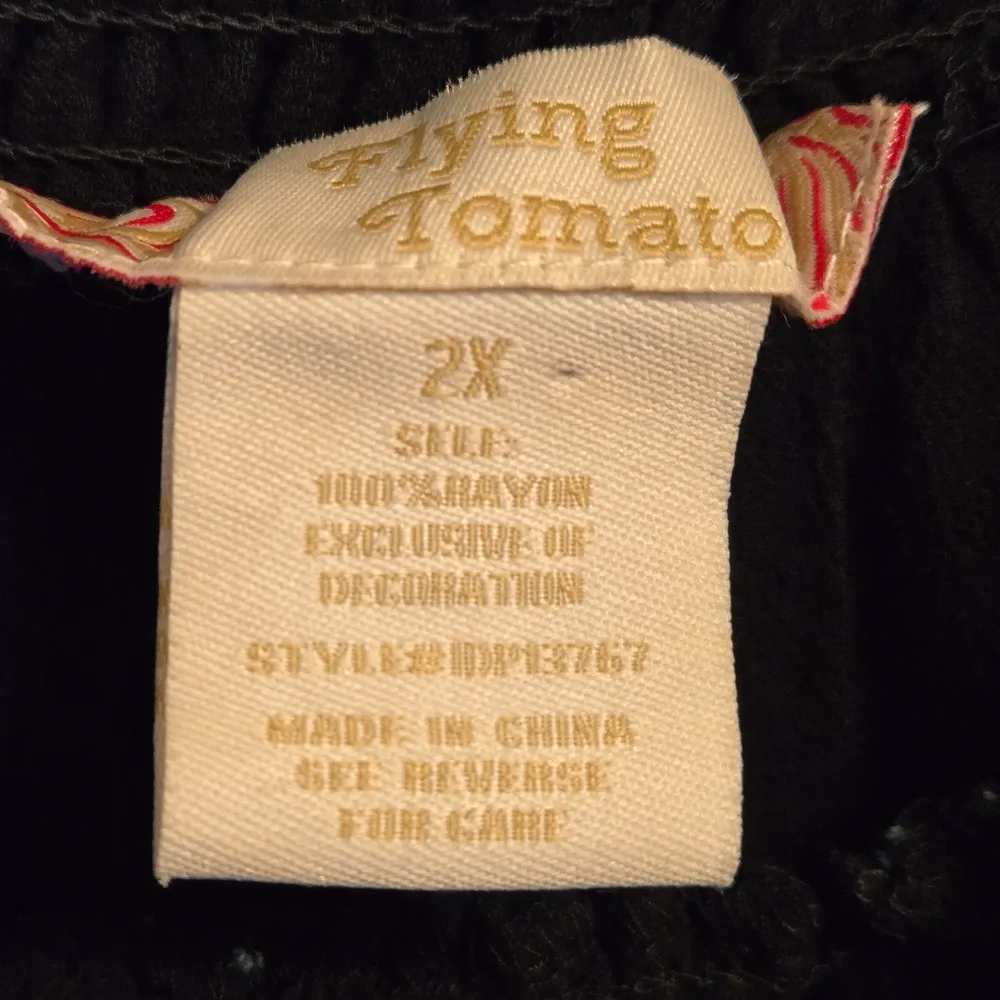 Flying
Tomato
2X
SELF:
100%RAYON
EXCLUSIVE OF
DECORATION
STYLE#DP13767
MADE IN CHINA
SEE REVERSE
FOR CARE